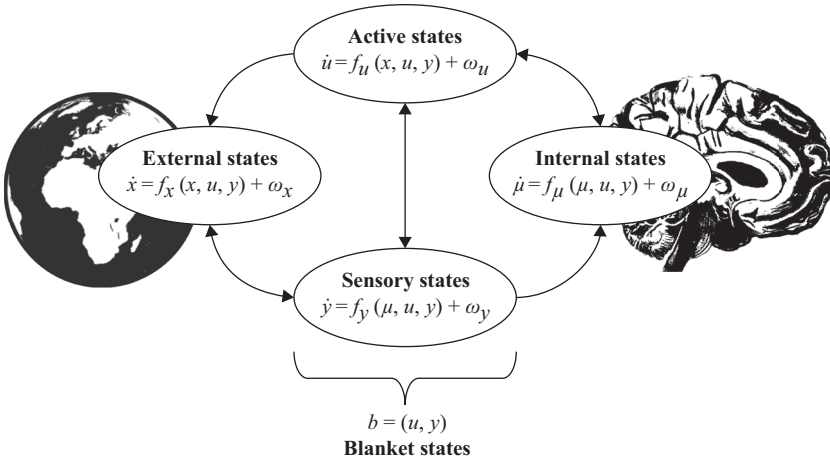 Active states
u̇ = f_u (x, u, y) + ω_u
External states
ẋ = f_x (x, u, y) + ω_x
Internal states
μ̇ = f_μ (μ, u, y) + ω_μ
Sensory states
ẏ = f_y (μ, u, y) + ω_y
b = (u, y)
Blanket states